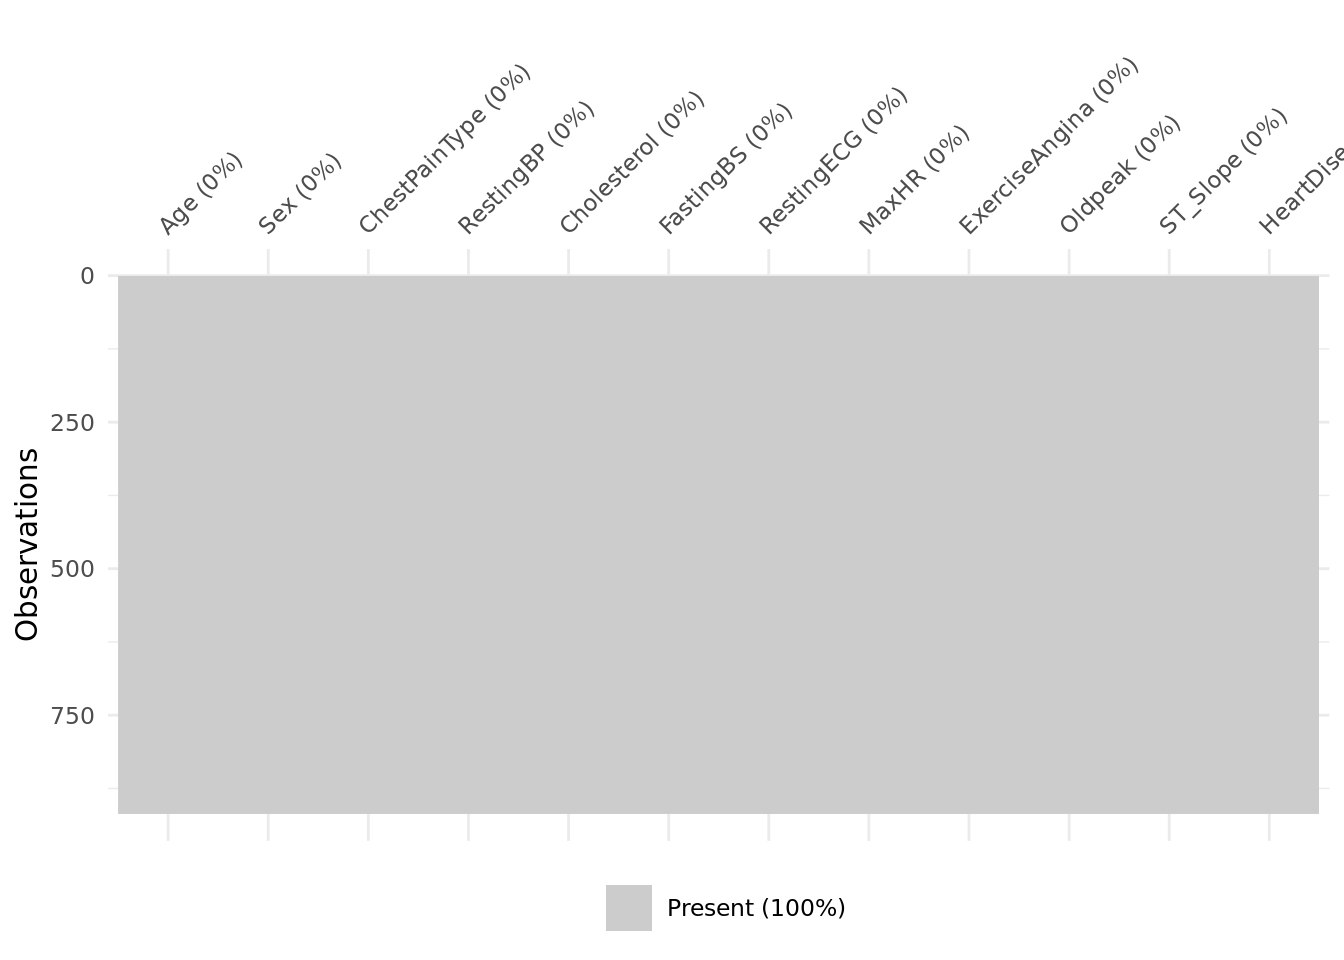 Age (0%)
Sex (0%)
ChestPainType (0%)
RestingBP (0%)
Cholesterol (0%)
FastingBS (0%)
RestingECG (0%)
MaxHR (0%)
ExerciseAngina (0%)
Oldpeak (0%)
ST_Slope (0%)
HeartDise
0
250
500
750
Observations
Present (100%)